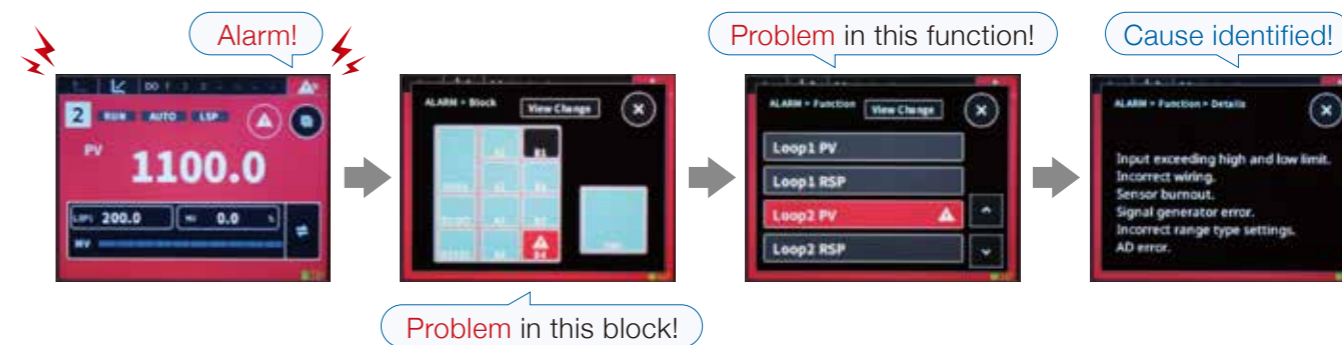 Alarm!
Problem in this function!
Cause identified!
DO 1
2 RUN AUTO LSP
PV
1100.0
LSP1 200.0
0.0
MV
ALARM > Block
View Change
B1
ALARM > Function
View Change
Loop1 PV
Loop1 RSP
Loop2 PV
Loop2 RSP
ALARM > Function > Details
Input exceeding high and low limit.
Incorrect wiring.
Sensor burnout.
Signal generator error.
Incorrect range type settings.
AD error.
Problem in this block!